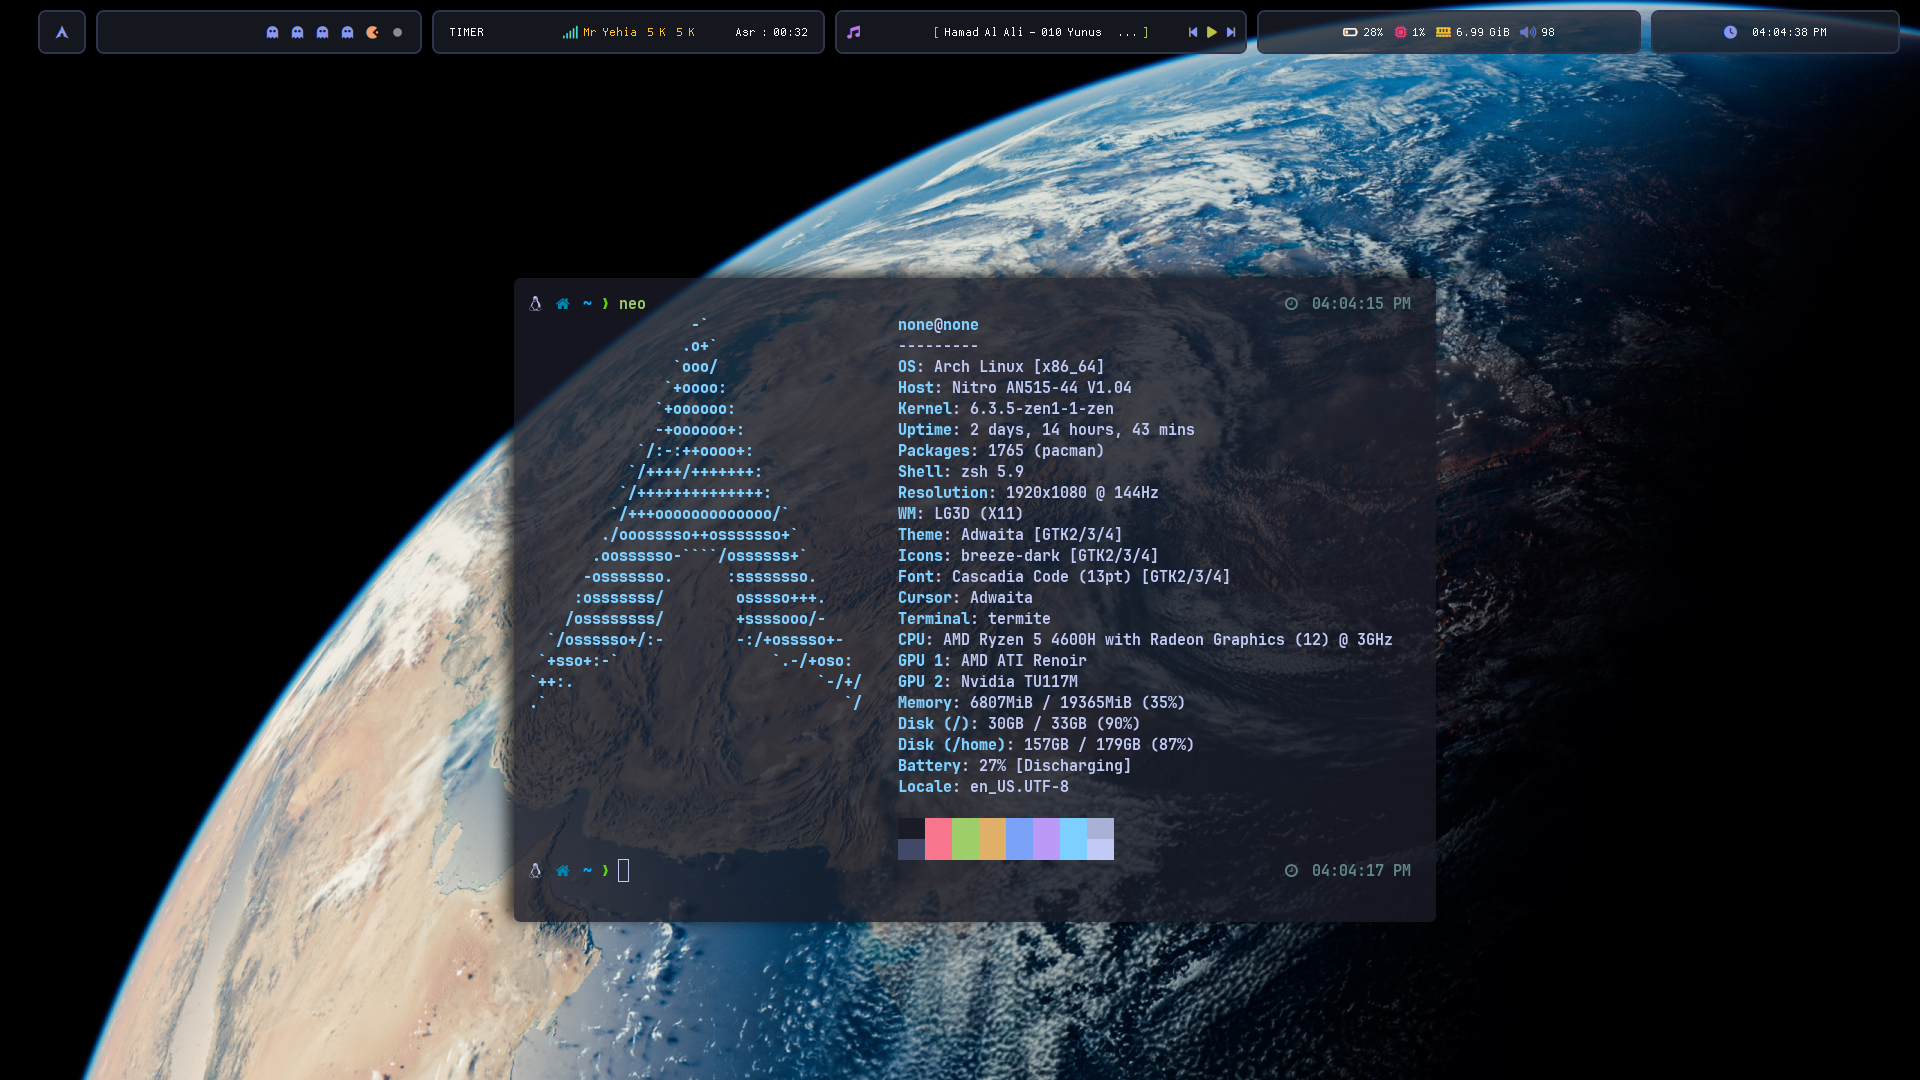 TIMER
Mr Yehia 5 K 5 K
Asr : 00:32
[ Hamad Al Ali - 010 Yunus ... ]
28% 1% 6.99 GiB 98
04:04:38 PM
~ ❯ neo 04:04:15 PM
-`
.o+`
`ooo/
`+oooo:
`+oooooo:
-+oooooo+:
`/:-:++oooo+:
`/++++/+++++++:
`/++++++++++++++:
`/+++ooooooooooooo/`
./ooosssso++osssssso+`
.oossssso-````/ossssss+`
-osssssso. :ssssssso.
:osssssss/ osssso+++.
/ossssssss/ +ssssooo/-
`/ossssso+/:- -:/+osssso+-
`+sso+:-` `.-/+oso:
`++:. `-/+/
.` `/
none@none
---------
OS: Arch Linux [x86_64]
Host: Nitro AN515-44 V1.04
Kernel: 6.3.5-zen1-1-zen
Uptime: 2 days, 14 hours, 43 mins
Packages: 1765 (pacman)
Shell: zsh 5.9
Resolution: 1920x1080 @ 144Hz
WM: LG3D (X11)
Theme: Adwaita [GTK2/3/4]
Icons: breeze-dark [GTK2/3/4]
Font: Cascadia Code (13pt) [GTK2/3/4]
Cursor: Adwaita
Terminal: termite
CPU: AMD Ryzen 5 4600H with Radeon Graphics (12) @ 3GHz
GPU 1: AMD ATI Renoir
GPU 2: Nvidia TU117M
Memory: 6807MiB / 19365MiB (35%)
Disk (/): 30GB / 33GB (90%)
Disk (/home): 157GB / 179GB (87%)
Battery: 27% [Discharging]
Locale: en_US.UTF-8
~ ❯ 04:04:17 PM